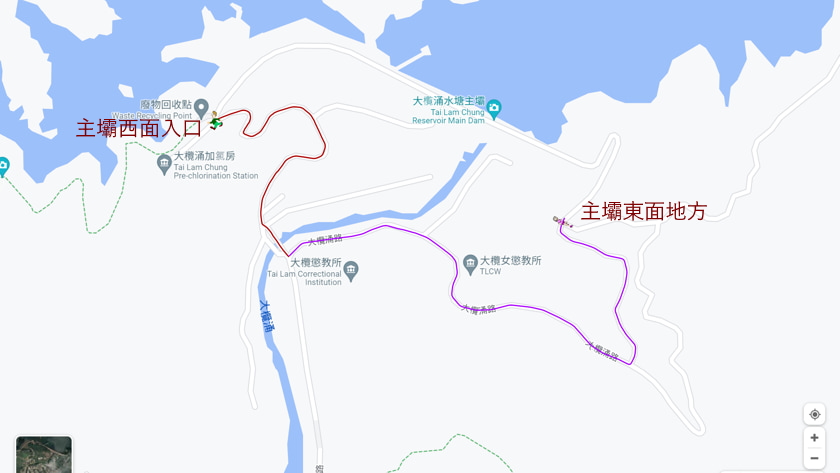 大欖涌水塘主壩
Tai Lam Chung
Reservoir Main Dam
廢物回收點
Waste Recycling Point
主壩西面入口
大欖涌加氯房
Tai Lam Chung
Pre-chlorination Station
主壩東面地方
大欖涌路
大欖懲教所
Tai Lam Correctional
Institution
大欖女懲教所
TLCW
大欖涌
大欖涌路
大欖涌路
路